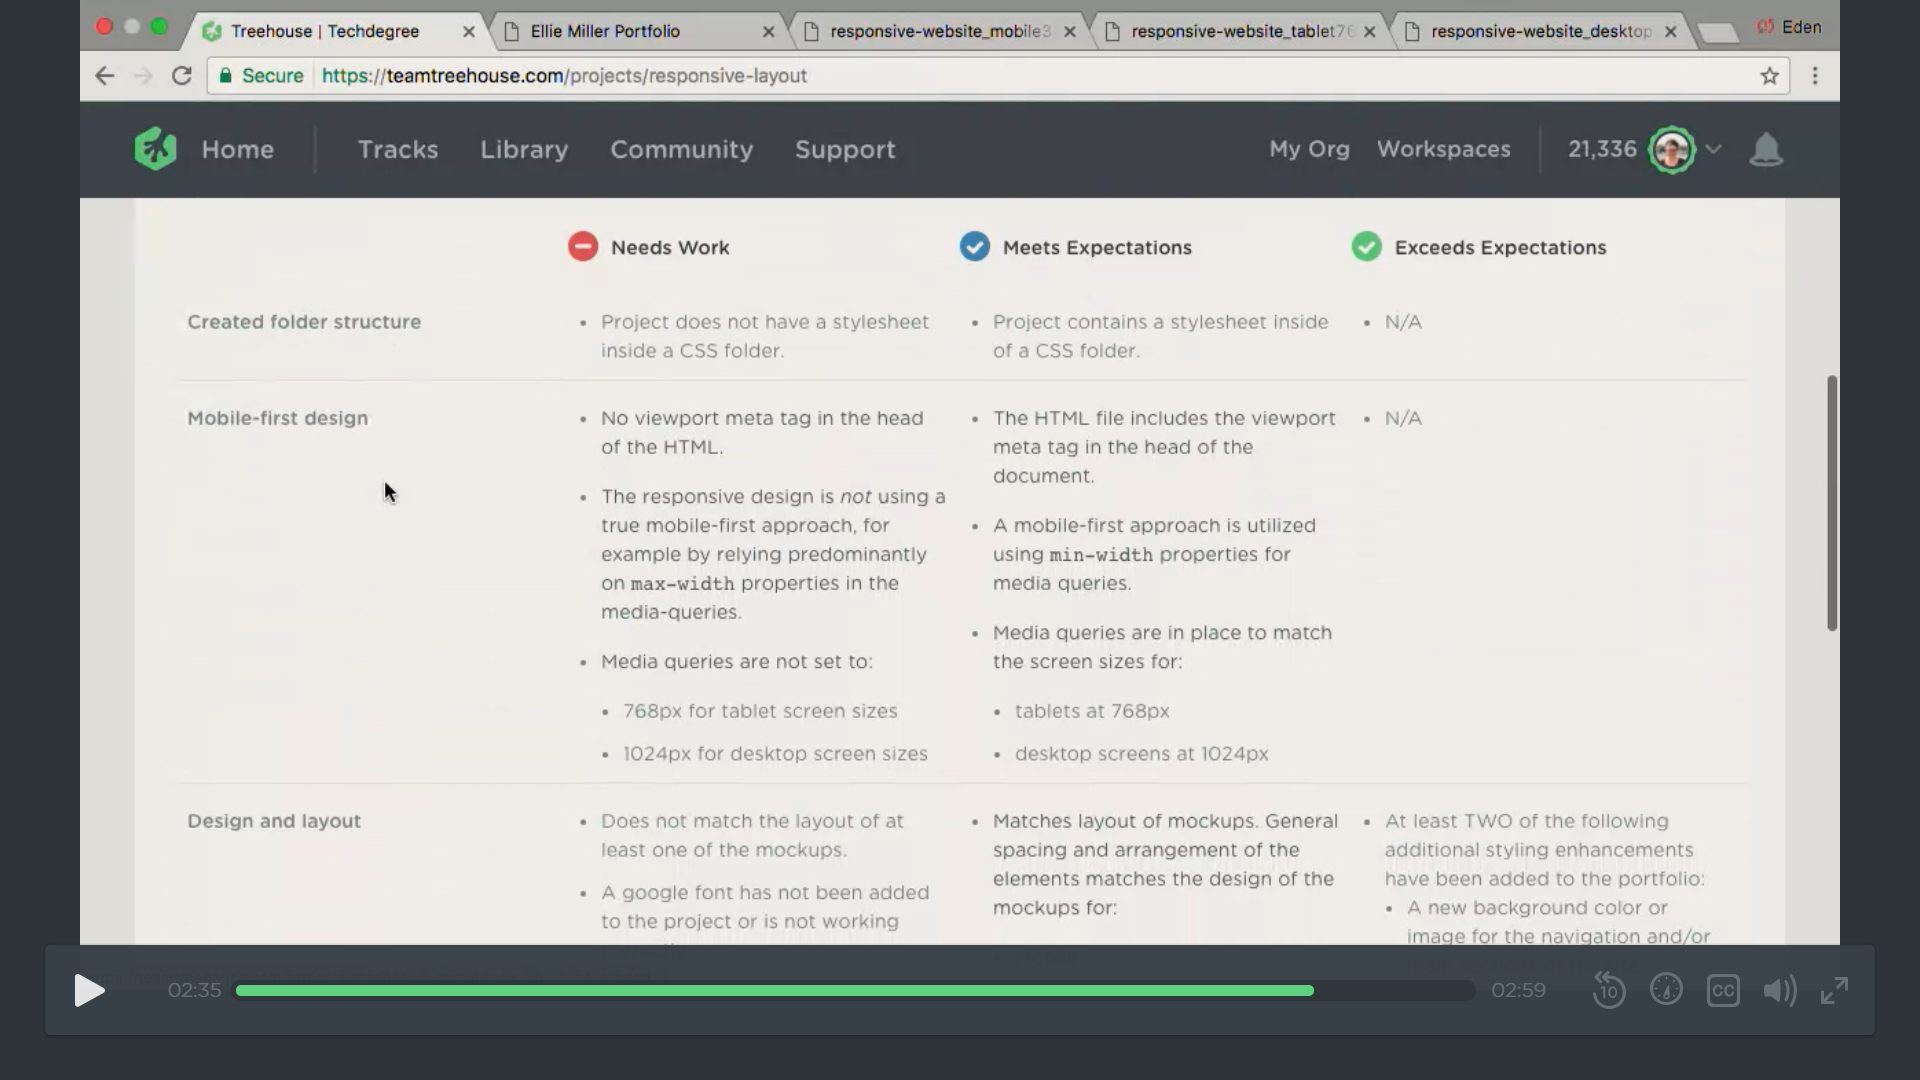 Treehouse | Techdegree
Ellie Miller Portfolio
responsive-website_mobile3
responsive-website_tablet76
responsive-website_desktop
Eden
Secure
https://teamtreehouse.com/projects/responsive-layout
Home
Tracks
Library
Community
Support
My Org
Workspaces
21,336
Needs Work
Meets Expectations
Exceeds Expectations
Created folder structure
• Project does not have a stylesheet
inside a CSS folder.
• Project contains a stylesheet inside
of a CSS folder.
• N/A
Mobile-first design
• No viewport meta tag in the head
of the HTML.
• The responsive design is not using a
true mobile-first approach, for
example by relying predominantly
on max-width properties in the
media-queries.
• Media queries are not set to:
• 768px for tablet screen sizes
• 1024px for desktop screen sizes
• The HTML file includes the viewport
meta tag in the head of the
document.
• A mobile-first approach is utilized
using min-width properties for
media queries.
• Media queries are in place to match
the screen sizes for:
• tablets at 768px
• desktop screens at 1024px
• N/A
Design and layout
• Does not match the layout of at
least one of the mockups.
• A google font has not been added
to the project or is not working
• Matches layout of mockups. General
spacing and arrangement of the
elements matches the design of the
mockups for:
• At least TWO of the following
additional styling enhancements
have been added to the portfolio:
• A new background color or
image for the navigation and/or
02:35
02:59
10
CC